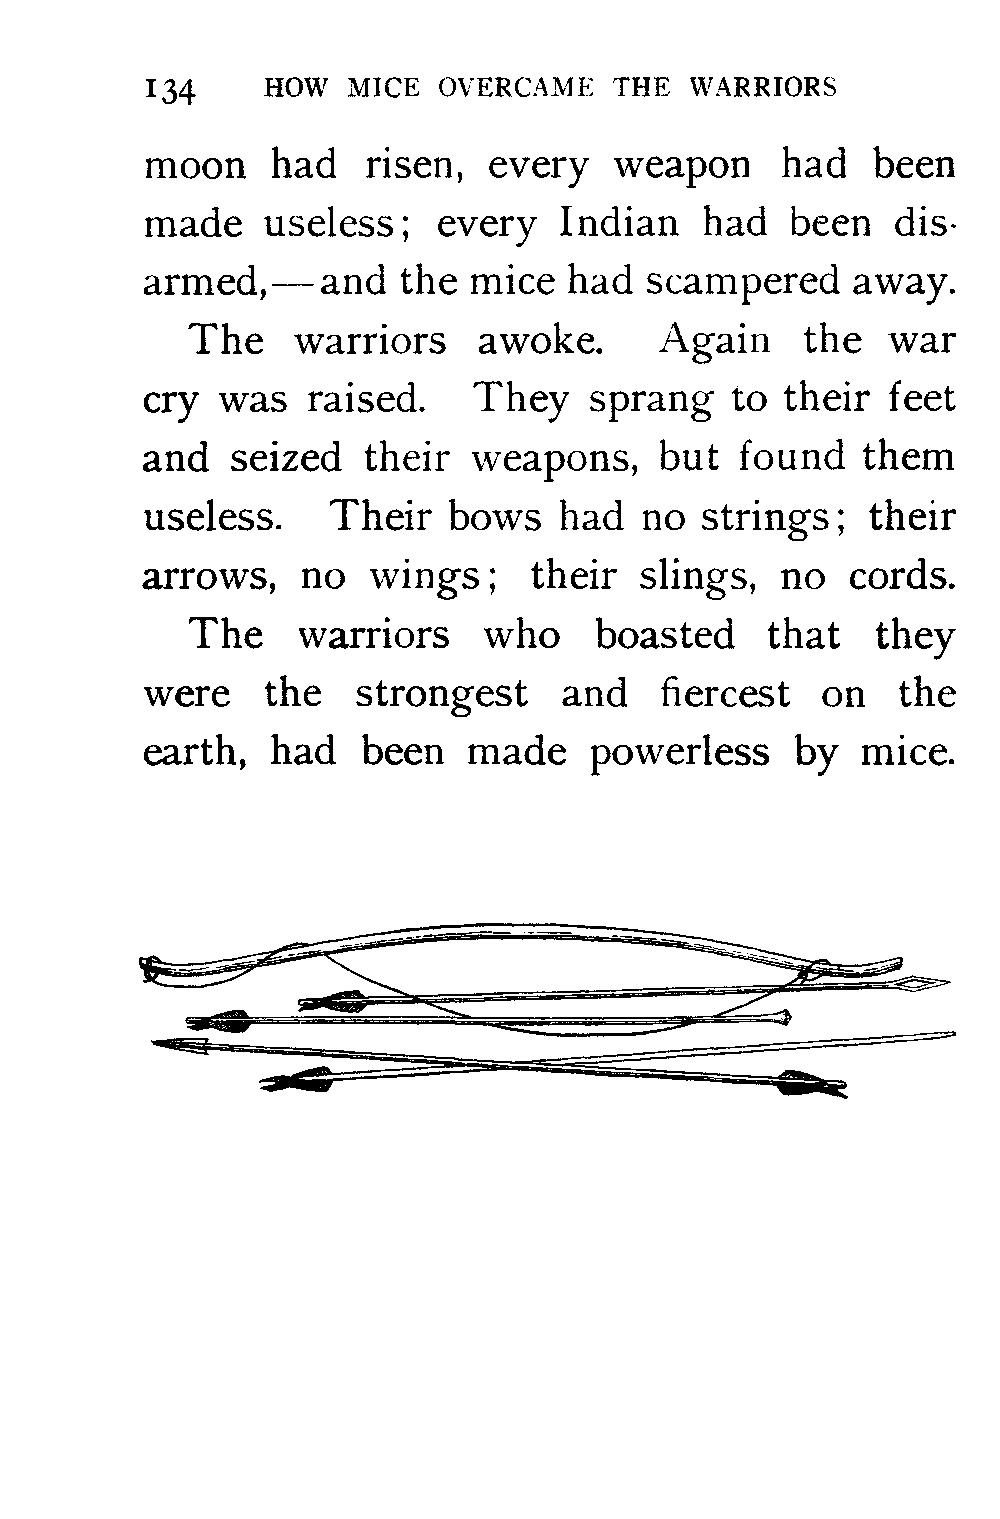 134 HOW MICE OVERCAME THE WARRIORS
moon had risen, every weapon had been
made useless; every Indian had been dis-
armed,—and the mice had scampered away.
The warriors awoke. Again the war
cry was raised. They sprang to their feet
and seized their weapons, but found them
useless. Their bows had no strings; their
arrows, no wings; their slings, no cords.
The warriors who boasted that they
were the strongest and fiercest on the
earth, had been made powerless by mice.